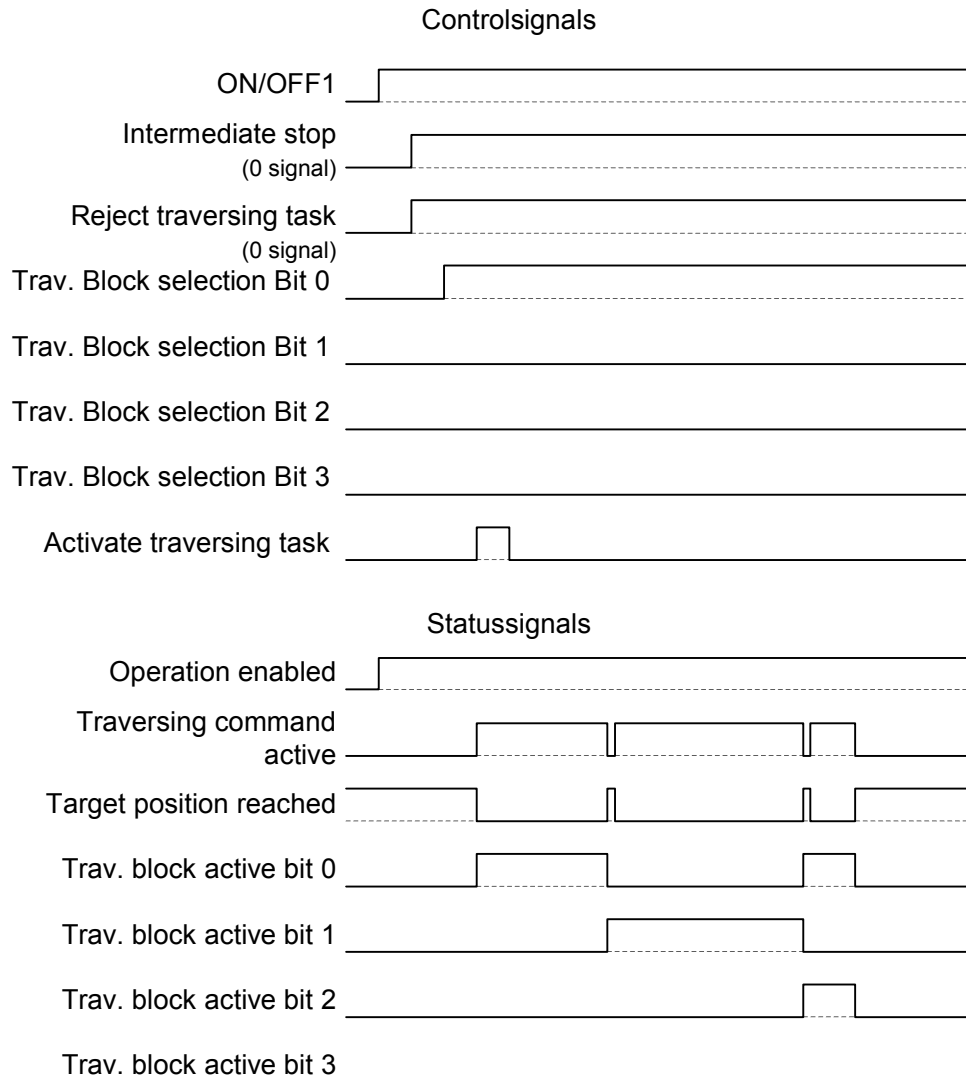 Controlsignals
ON/OFF1
Intermediate stop
(0 signal)
Reject traversing task
(0 signal)
Trav. Block selection Bit 0
Trav. Block selection Bit 1
Trav. Block selection Bit 2
Trav. Block selection Bit 3
Activate traversing task
Statussignals
Operation enabled
Traversing command
active
Target position reached
Trav. block active bit 0
Trav. block active bit 1
Trav. block active bit 2
Trav. block active bit 3